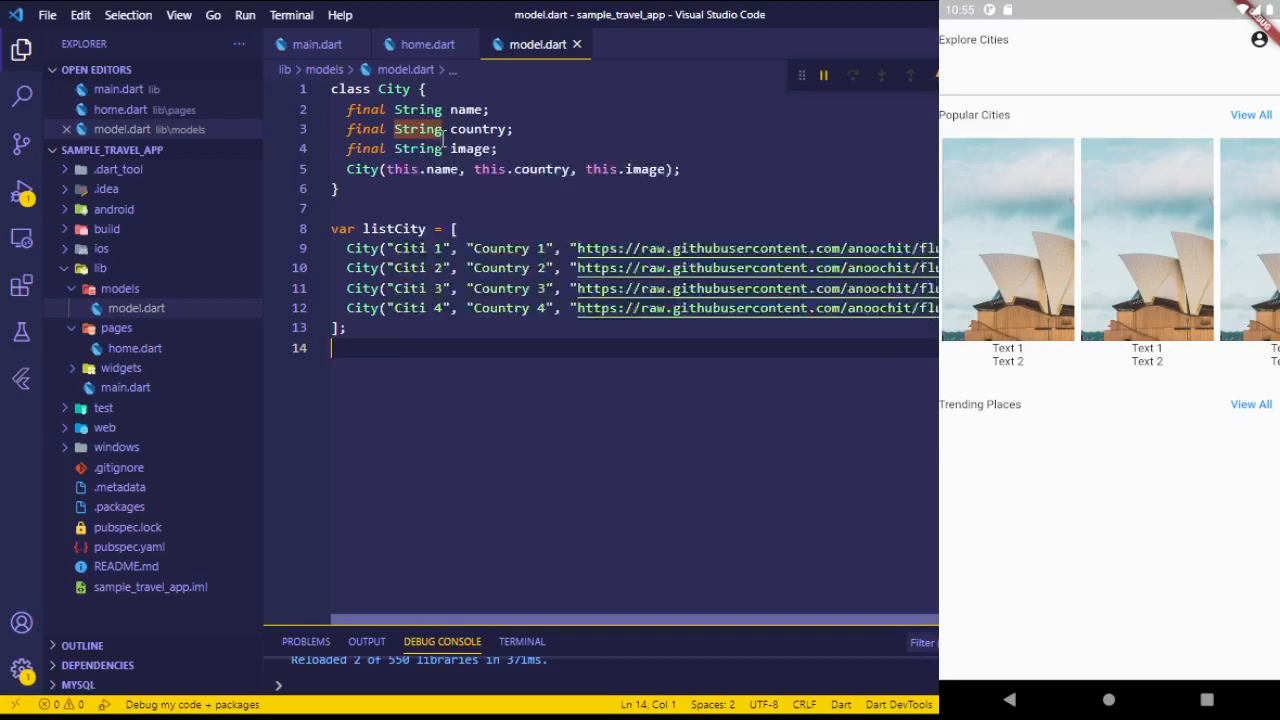 File Edit Selection View Go Run Terminal Help
model.dart - sample_travel_app - Visual Studio Code
EXPLORER
OPEN EDITORS
main.dart lib
home.dart lib\pages
model.dart lib\models
SAMPLE_TRAVEL_APP
.dart_tool
.idea
android
build
ios
lib
models
model.dart
pages
home.dart
widgets
main.dart
test
web
windows
.gitignore
.metadata
.packages
pubspec.lock
pubspec.yaml
README.md
sample_travel_app.iml
OUTLINE
DEPENDENCIES
MYSQL
main.dart home.dart model.dart
lib models model.dart ...
1 class City {
2 final String name;
3 final String country;
4 final String image;
5 City(this.name, this.country, this.image);
6 }
7
8 var listCity = [
9 City("Citi 1", "Country 1", "https://raw.githubusercontent.com/anoochit/flu
10 City("Citi 2", "Country 2", "https://raw.githubusercontent.com/anoochit/flu
11 City("Citi 3", "Country 3", "https://raw.githubusercontent.com/anoochit/flu
12 City("Citi 4", "Country 4", "https://raw.githubusercontent.com/anoochit/flu
13 ];
14
PROBLEMS OUTPUT DEBUG CONSOLE TERMINAL
Filter
Reloaded 2 of 550 libraries in 371ms.
0 0 Debug my code + packages
Ln 14, Col 1 Spaces: 2 UTF-8 CRLF Dart Dart DevTools
1
1
10:55
DEBUG
Explore Cities
Popular Cities View All
Text 1 Text 1
Text 2 Text 2
Trending Places View All